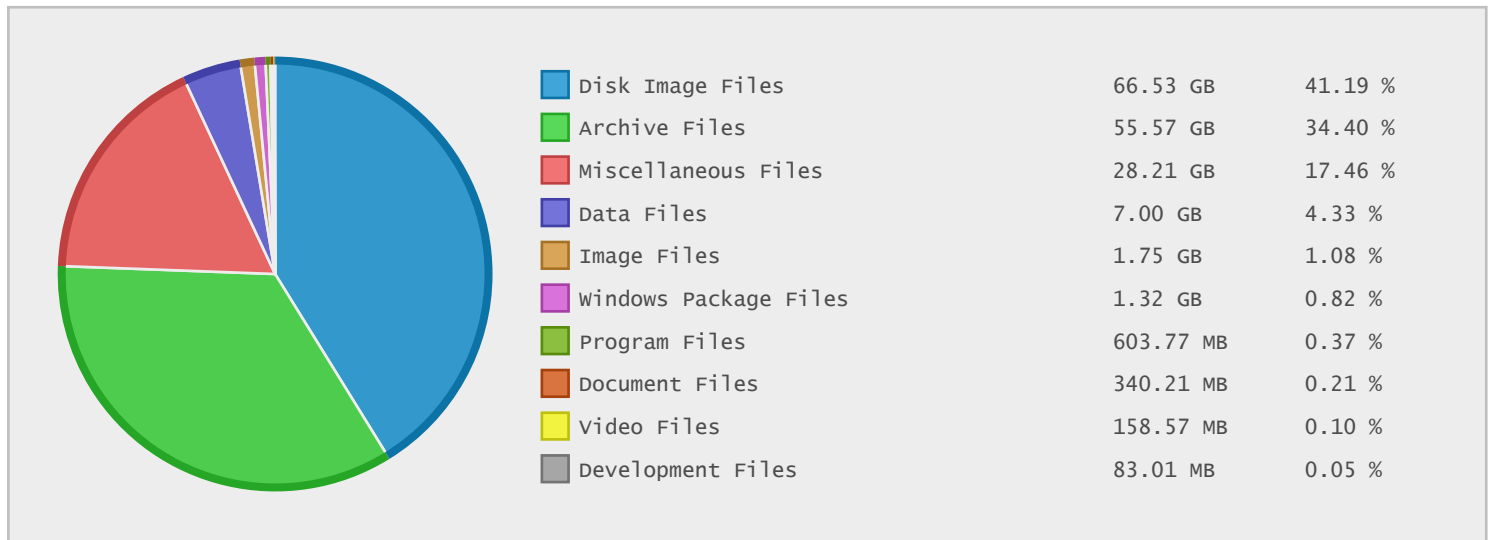 Disk Image Files 66.53 GB 41.19 %
Archive Files 55.57 GB 34.40 %
Miscellaneous Files 28.21 GB 17.46 %
Data Files 7.00 GB 4.33 %
Image Files 1.75 GB 1.08 %
Windows Package Files 1.32 GB 0.82 %
Program Files 603.77 MB 0.37 %
Document Files 340.21 MB 0.21 %
Video Files 158.57 MB 0.10 %
Development Files 83.01 MB 0.05 %